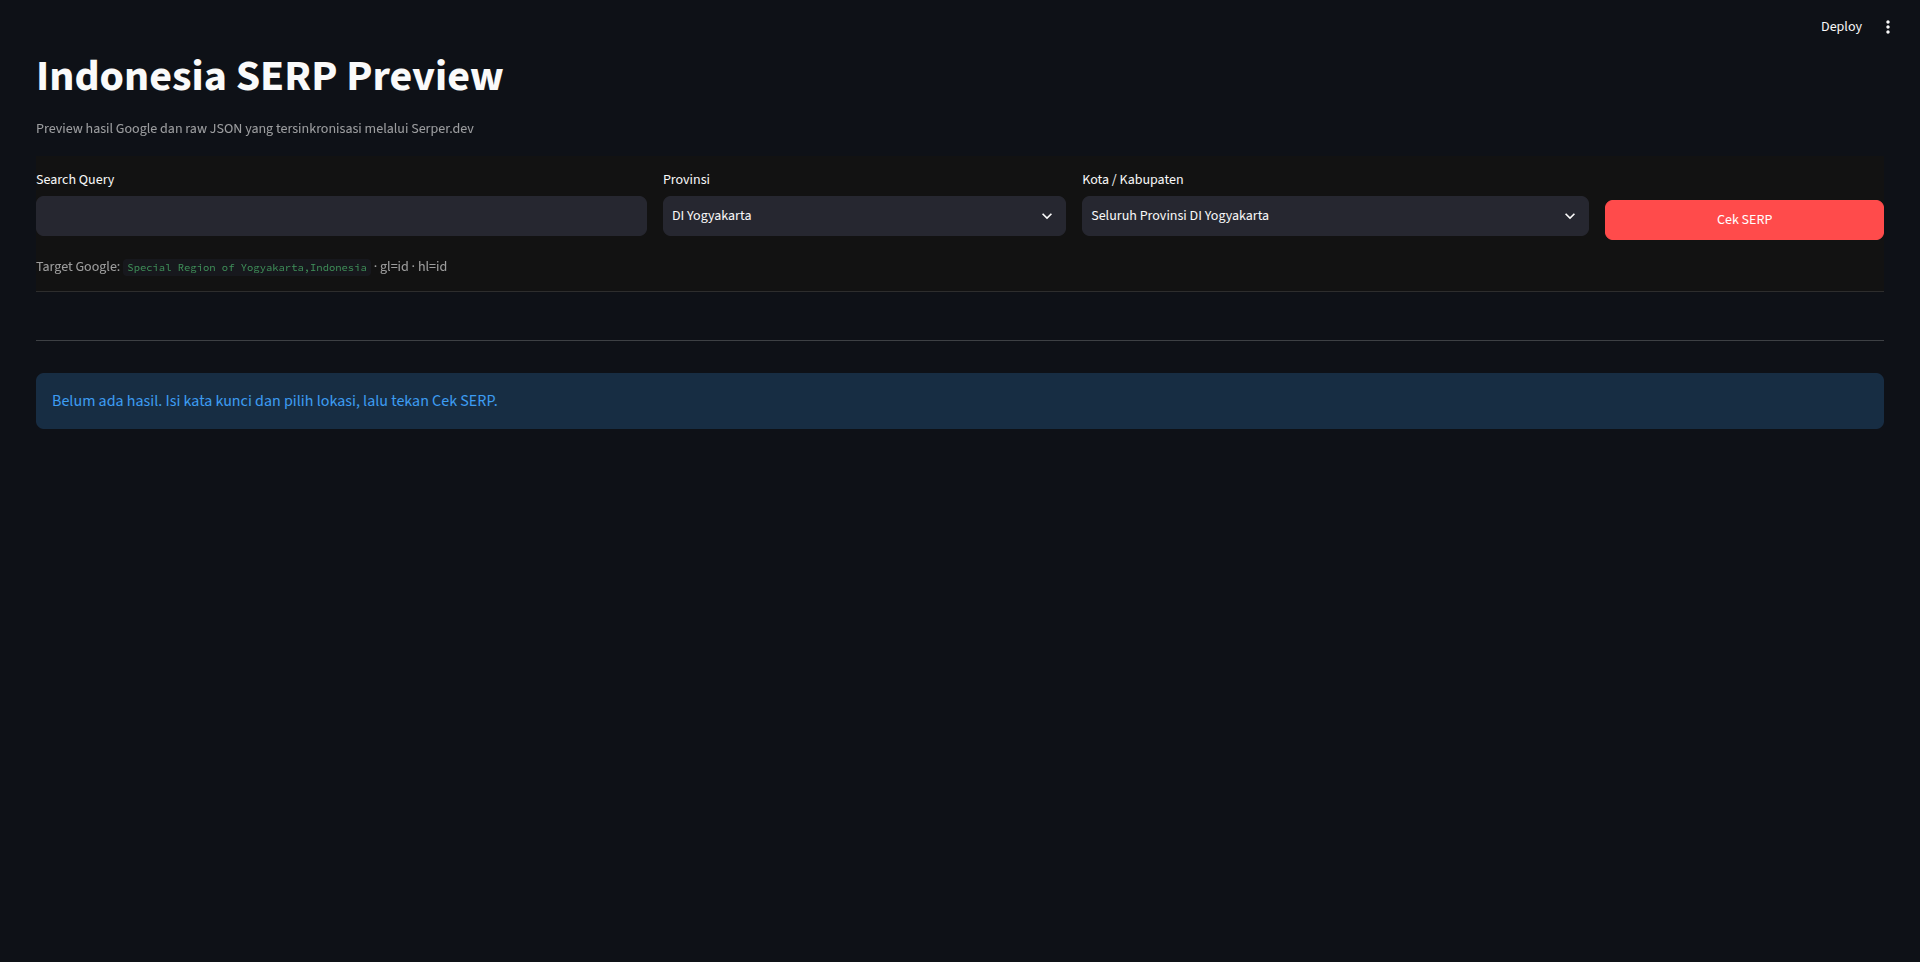 Deploy
Indonesia SERP Preview
Preview hasil Google dan raw JSON yang tersinkronisasi melalui Serper.dev
Search Query
Provinsi
Kota / Kabupaten
DI Yogyakarta
Seluruh Provinsi DI Yogyakarta
Cek SERP
Target Google: Special Region of Yogyakarta,Indonesia · gl=id · hl=id
Belum ada hasil. Isi kata kunci dan pilih lokasi, lalu tekan Cek SERP.